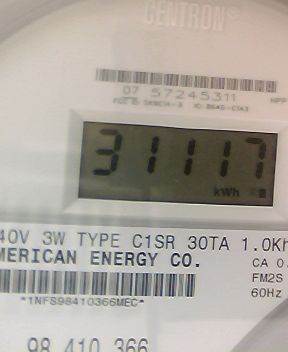 CENTRON®
07 57245311
31117
kWh
40V 3W TYPE C1SR 30TA 1.0Kh
MERICAN ENERGY CO.
CA 0.
FM2S
60Hz
*1NFS98410366MEC*
98 410 366